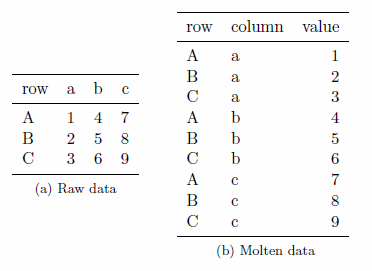 row a b c
A 1 4 7
B 2 5 8
C 3 6 9
(a) Raw data
row column value
A a 1
B a 2
C a 3
A b 4
B b 5
C b 6
A c 7
B c 8
C c 9
(b) Molten data